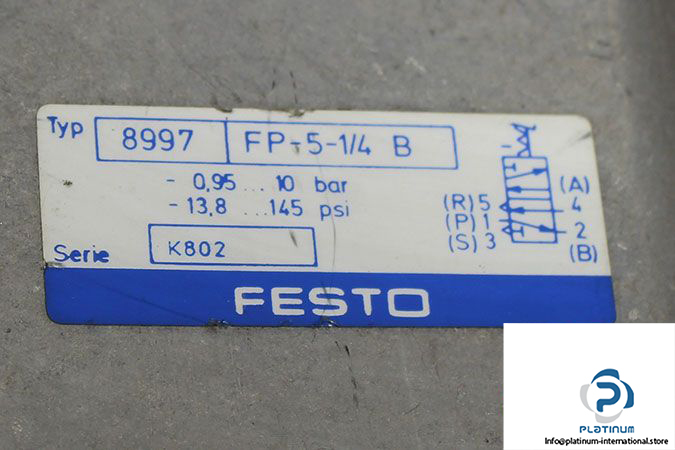 Typ 8997 FP-5-1/4 B
- 0,95 ... 10 bar
- 13,8 ... 145 psi
Serie K802
(A)
(R) 5 4
(P) 1
(S) 3 2
(B)
FESTO
PLATINUM
Info@platinum-international.store